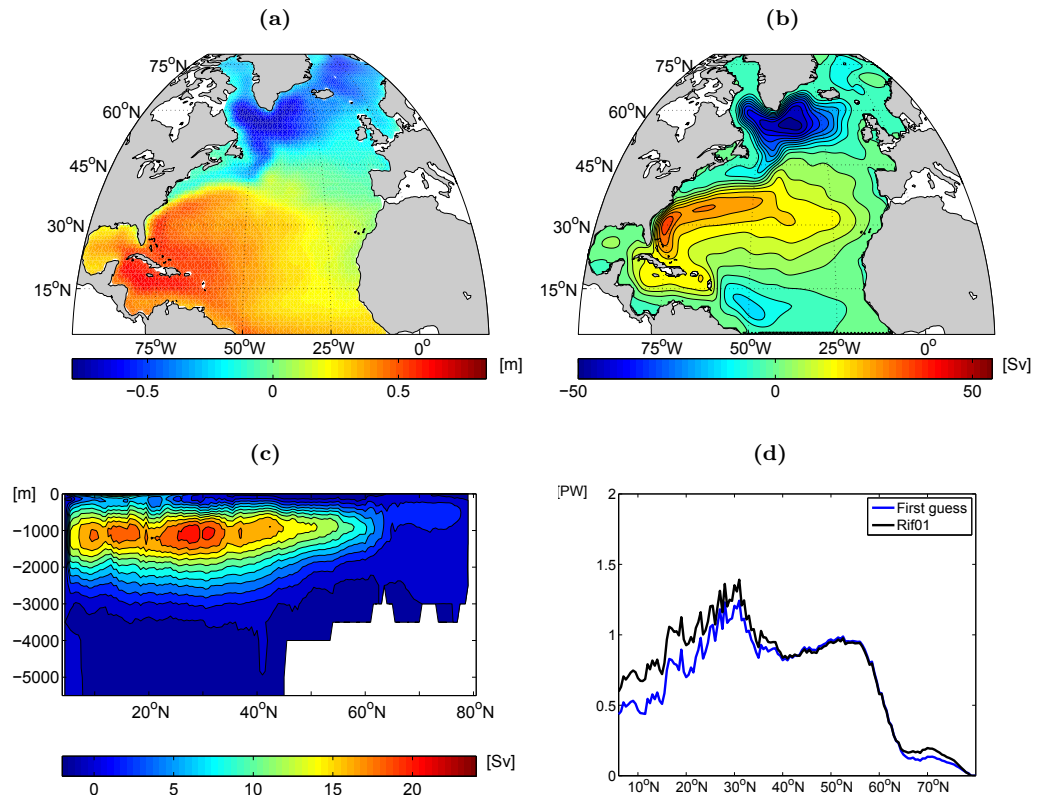 (a)
(b)
75°N
60°N
45°N
30°N
15°N
75°W 50°W 25°W 0°
[m]
−0.5 0 0.5
75°N
60°N
45°N
30°N
15°N
75°W 50°W 25°W 0°
[Sv]
−50 0 50
(c)
(d)
[m]
0
−1000
−2000
−3000
−4000
−5000
20°N 40°N 60°N 80°N
[Sv]
0 5 10 15 20
[PW]
2
1.5
1
0.5
0
10°N 20°N 30°N 40°N 50°N 60°N 70°N
First guess
Rif01